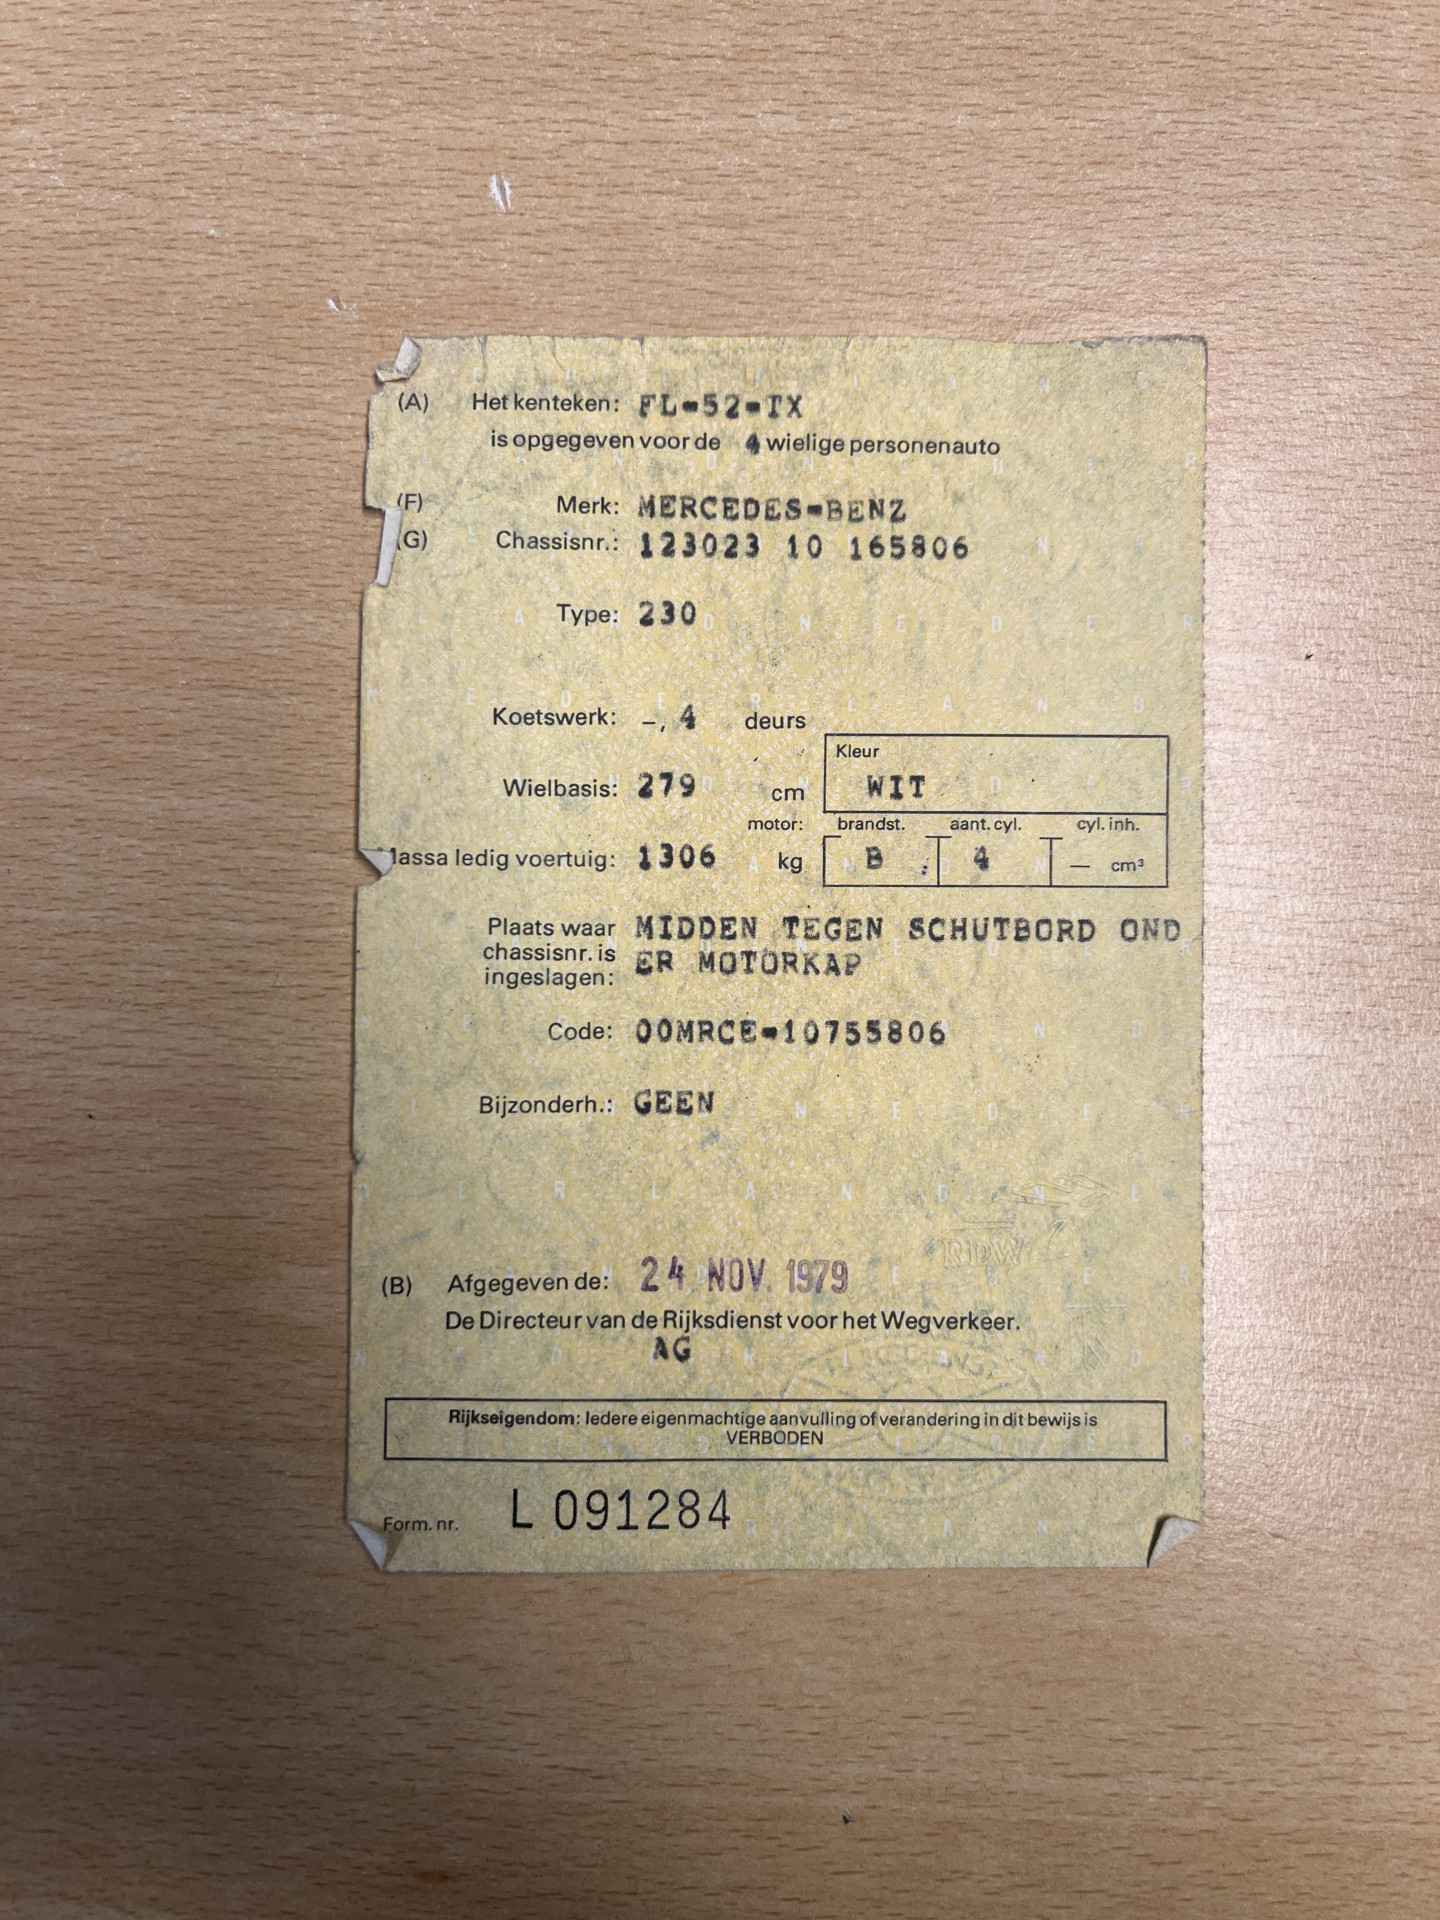 (A) Het kenteken: FL-52-TX
is opgegeven voor de 4 wielige personenauto
(F) Merk: MERCEDES-BENZ
(G) Chassisnr.: 123023 10 165806
Type: 230
Koetswerk: –, 4 deurs
Kleur
Wielbasis: 279 cm WIT
motor: brandst. aant. cyl. cyl. inh.
Massa ledig voertuig: 1306 kg B . 4 — cm³
Plaats waar MIDDEN TEGEN SCHUTBORD OND
chassisnr. is ER MOTORKAP
ingeslagen:
Code: 00MRCE-10755806
Bijzonderh.: GEEN
RDW
(B) Afgegeven de: 24 NOV. 1979
De Directeur van de Rijksdienst voor het Wegverkeer.
AG
Rijkseigendom: Iedere eigenmachtige aanvulling of verandering in dit bewijs is
VERBODEN
Form. nr. L 091284